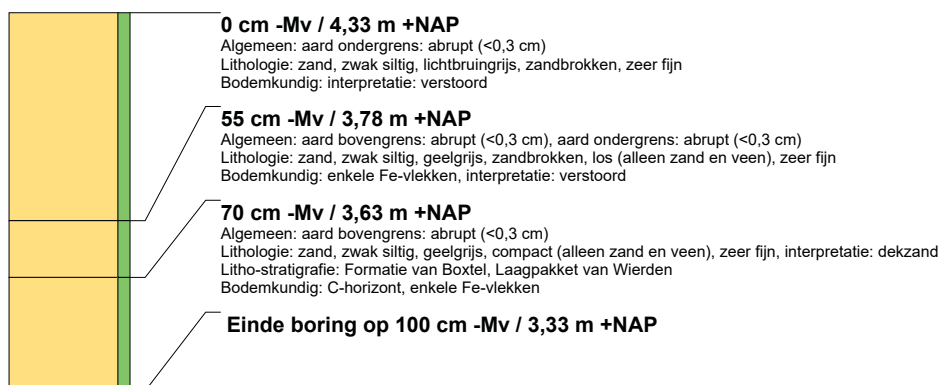 0 cm -Mv / 4,33 m +NAP
Algemeen: aard ondergrens: abrupt (<0,3 cm)
Lithologie: zand, zwak siltig, lichtbruingrijs, zandbrokken, zeer fijn
Bodemkundig: interpretatie: verstoord
55 cm -Mv / 3,78 m +NAP
Algemeen: aard bovengrens: abrupt (<0,3 cm), aard ondergrens: abrupt (<0,3 cm)
Lithologie: zand, zwak siltig, geelgrijs, zandbrokken, los (alleen zand en veen), zeer fijn
Bodemkundig: enkele Fe-vlekken, interpretatie: verstoord
70 cm -Mv / 3,63 m +NAP
Algemeen: aard bovengrens: abrupt (<0,3 cm)
Lithologie: zand, zwak siltig, geelgrijs, compact (alleen zand en veen), zeer fijn, interpretatie: dekzand
Litho-stratigrafie: Formatie van Boxtel, Laagpakket van Wierden
Bodemkundig: C-horizont, enkele Fe-vlekken
Einde boring op 100 cm -Mv / 3,33 m +NAP